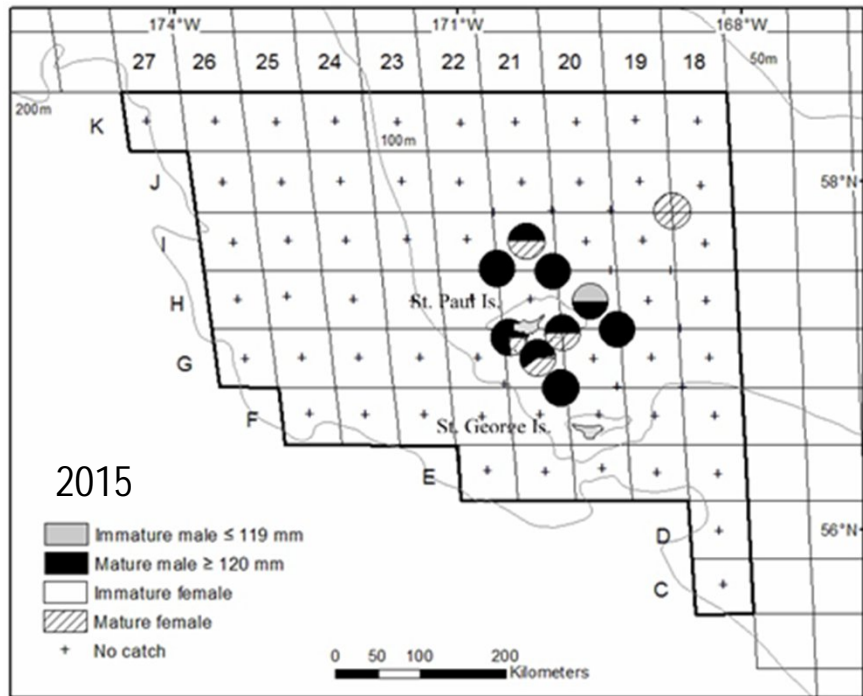 174°W 171°W 168°W
27 26 25 24 23 22 21 20 19 18 50m
200m
K 100m
J 58°N
I
H St. Paul Is.
G
F St. George Is.
E
2015
Immature male ≤ 119 mm
D 56°N
Mature male ≥ 120 mm
C
Immature female
Mature female
+ No catch
0 50 100 200
Kilometers